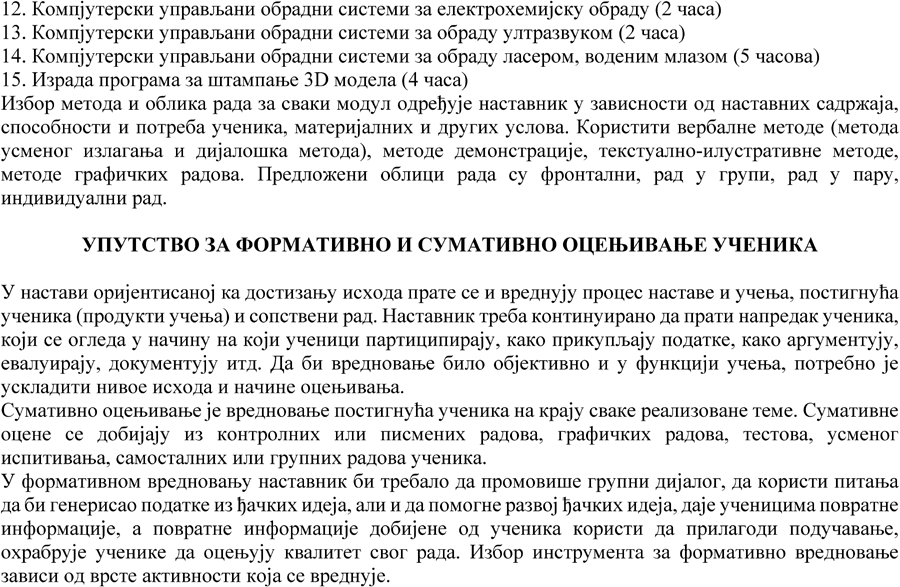 12. Компјутерски управљани обрадни системи за електрохемијску обраду (2 часа)
13. Компјутерски управљани обрадни системи за обраду ултразвуком (2 часа)
14. Компјутерски управљани обрадни системи за обраду ласером, воденим млазом (5 часова)
15. Израда програма за штампање 3D модела (4 часа)
Избор метода и облика рада за сваки модул одређује наставник у зависности од наставних садржаја,
способности и потреба ученика, материјалних и других услова. Користити вербалне методе (метода
усменог излагања и дијалошка метода), методе демонстрације, текстуално-илустративне методе,
методе графичких радова. Предложени облици рада су фронтални, рад у групи, рад у пару,
индивидуални рад.
УПУТСТВО ЗА ФОРМАТИВНО И СУМАТИВНО ОЦЕЊИВАЊЕ УЧЕНИКА
У настави оријентисаној ка достизању исхода прате се и вреднују процес наставе и учења, постигнућа
ученика (продукти учења) и сопствени рад. Наставник треба континуирано да прати напредак ученика,
који се огледа у начину на који ученици партиципирају, како прикупљају податке, како аргументују,
евалуирају, документују итд. Да би вредновање било објективно и у функцији учења, потребно је
ускладити нивое исхода и начине оцењивања.
Сумативно оцењивање је вредновање постигнућа ученика на крају сваке реализоване теме. Сумативне
оцене се добијају из контролних или писмених радова, графичких радова, тестова, усменог
испитивања, самосталних или групних радова ученика.
У формативном вредновању наставник би требало да промовише групни дијалог, да користи питања
да би генерисао податке из ђачких идеја, али и да помогне развој ђачких идеја, даје ученицима повратне
информације, а повратне информације добијене од ученика користи да прилагоди подучавање,
охрабрује ученике да оцењују квалитет свог рада. Избор инструмента за формативно вредновање
зависи од врсте активности која се вреднује.